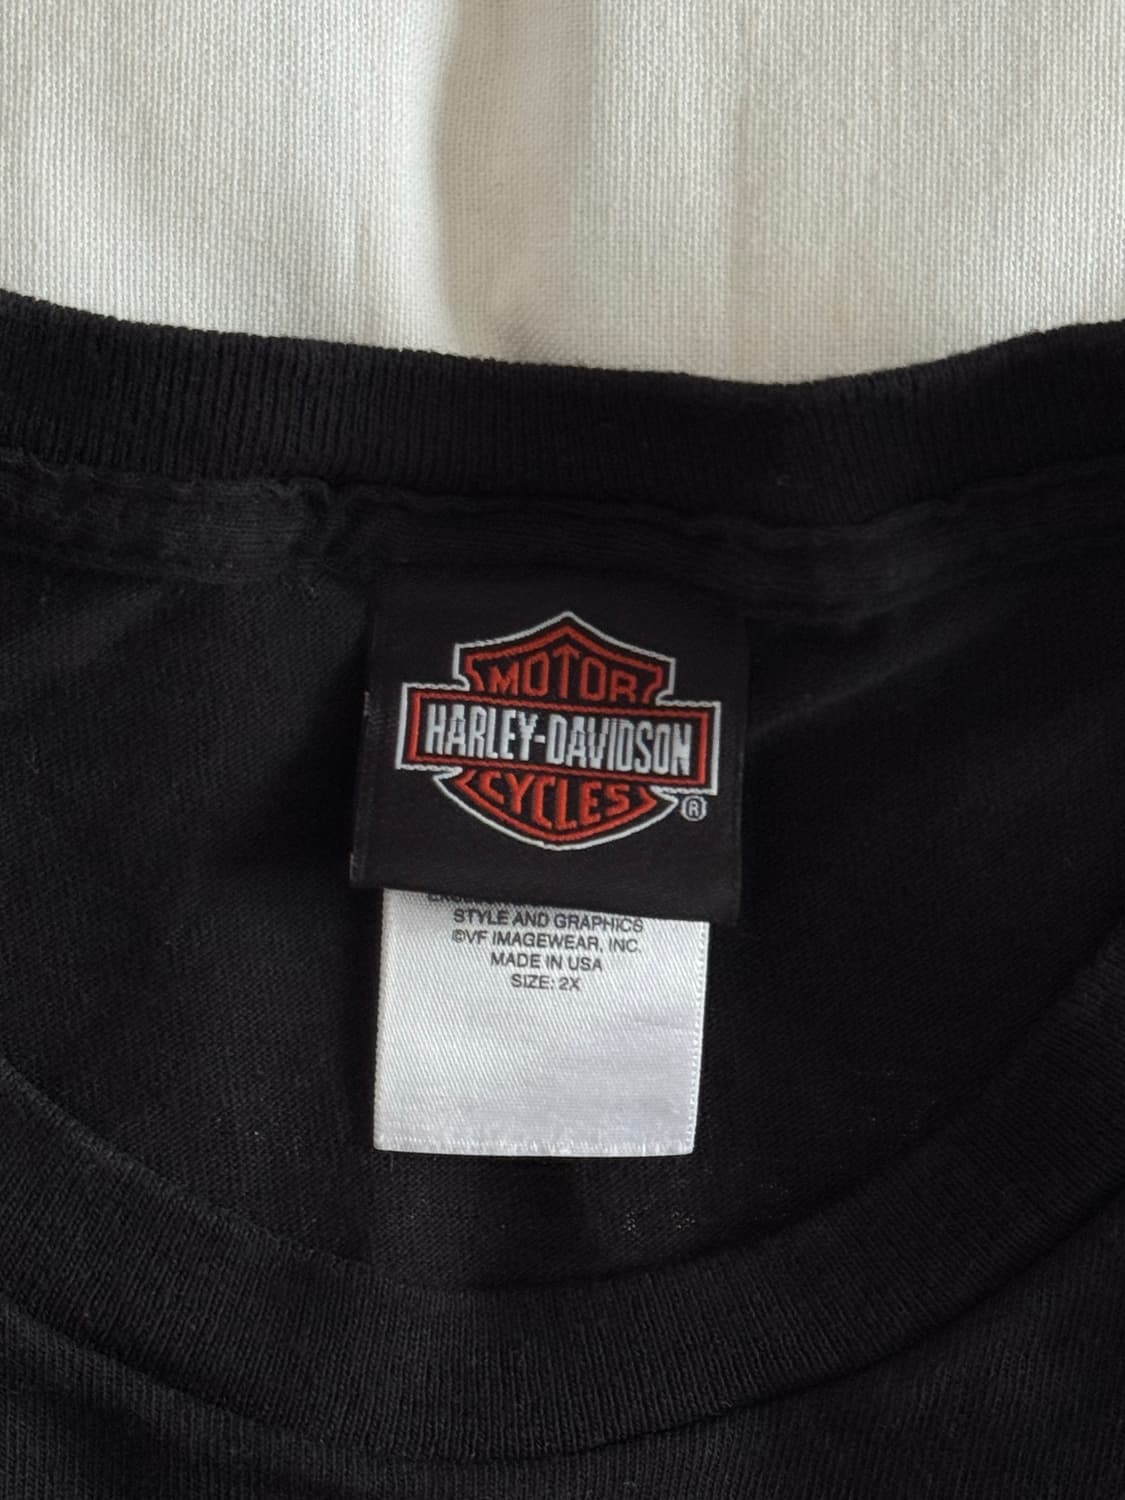 MOTOR
HARLEY-DAVIDSON
CYCLES
®
STYLE AND GRAPHICS
©VF IMAGEWEAR, INC.
MADE IN USA
SIZE: 2X